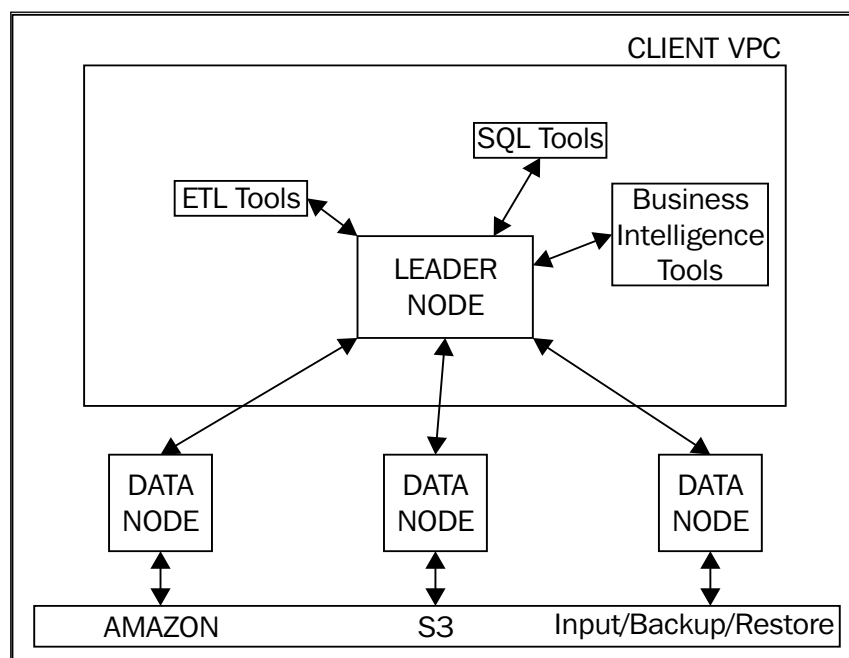 CLIENT VPC
SQL Tools
ETL Tools
Business
Intelligence
Tools
LEADER
NODE
DATA
NODE
DATA
NODE
DATA
NODE
AMAZON S3 Input/Backup/Restore